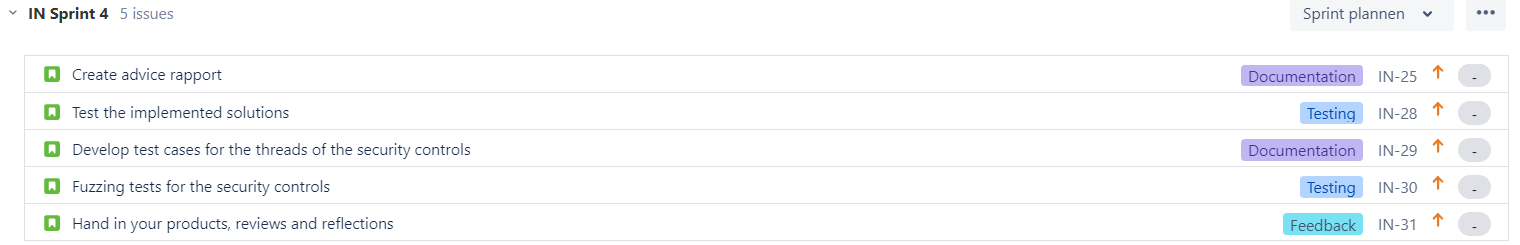 IN Sprint 4 5 issues Sprint plannen •••
Create advice rapport Documentation IN-25 -
Test the implemented solutions Testing IN-28 -
Develop test cases for the threads of the security controls Documentation IN-29 -
Fuzzing tests for the security controls Testing IN-30 -
Hand in your products, reviews and reflections Feedback IN-31 -